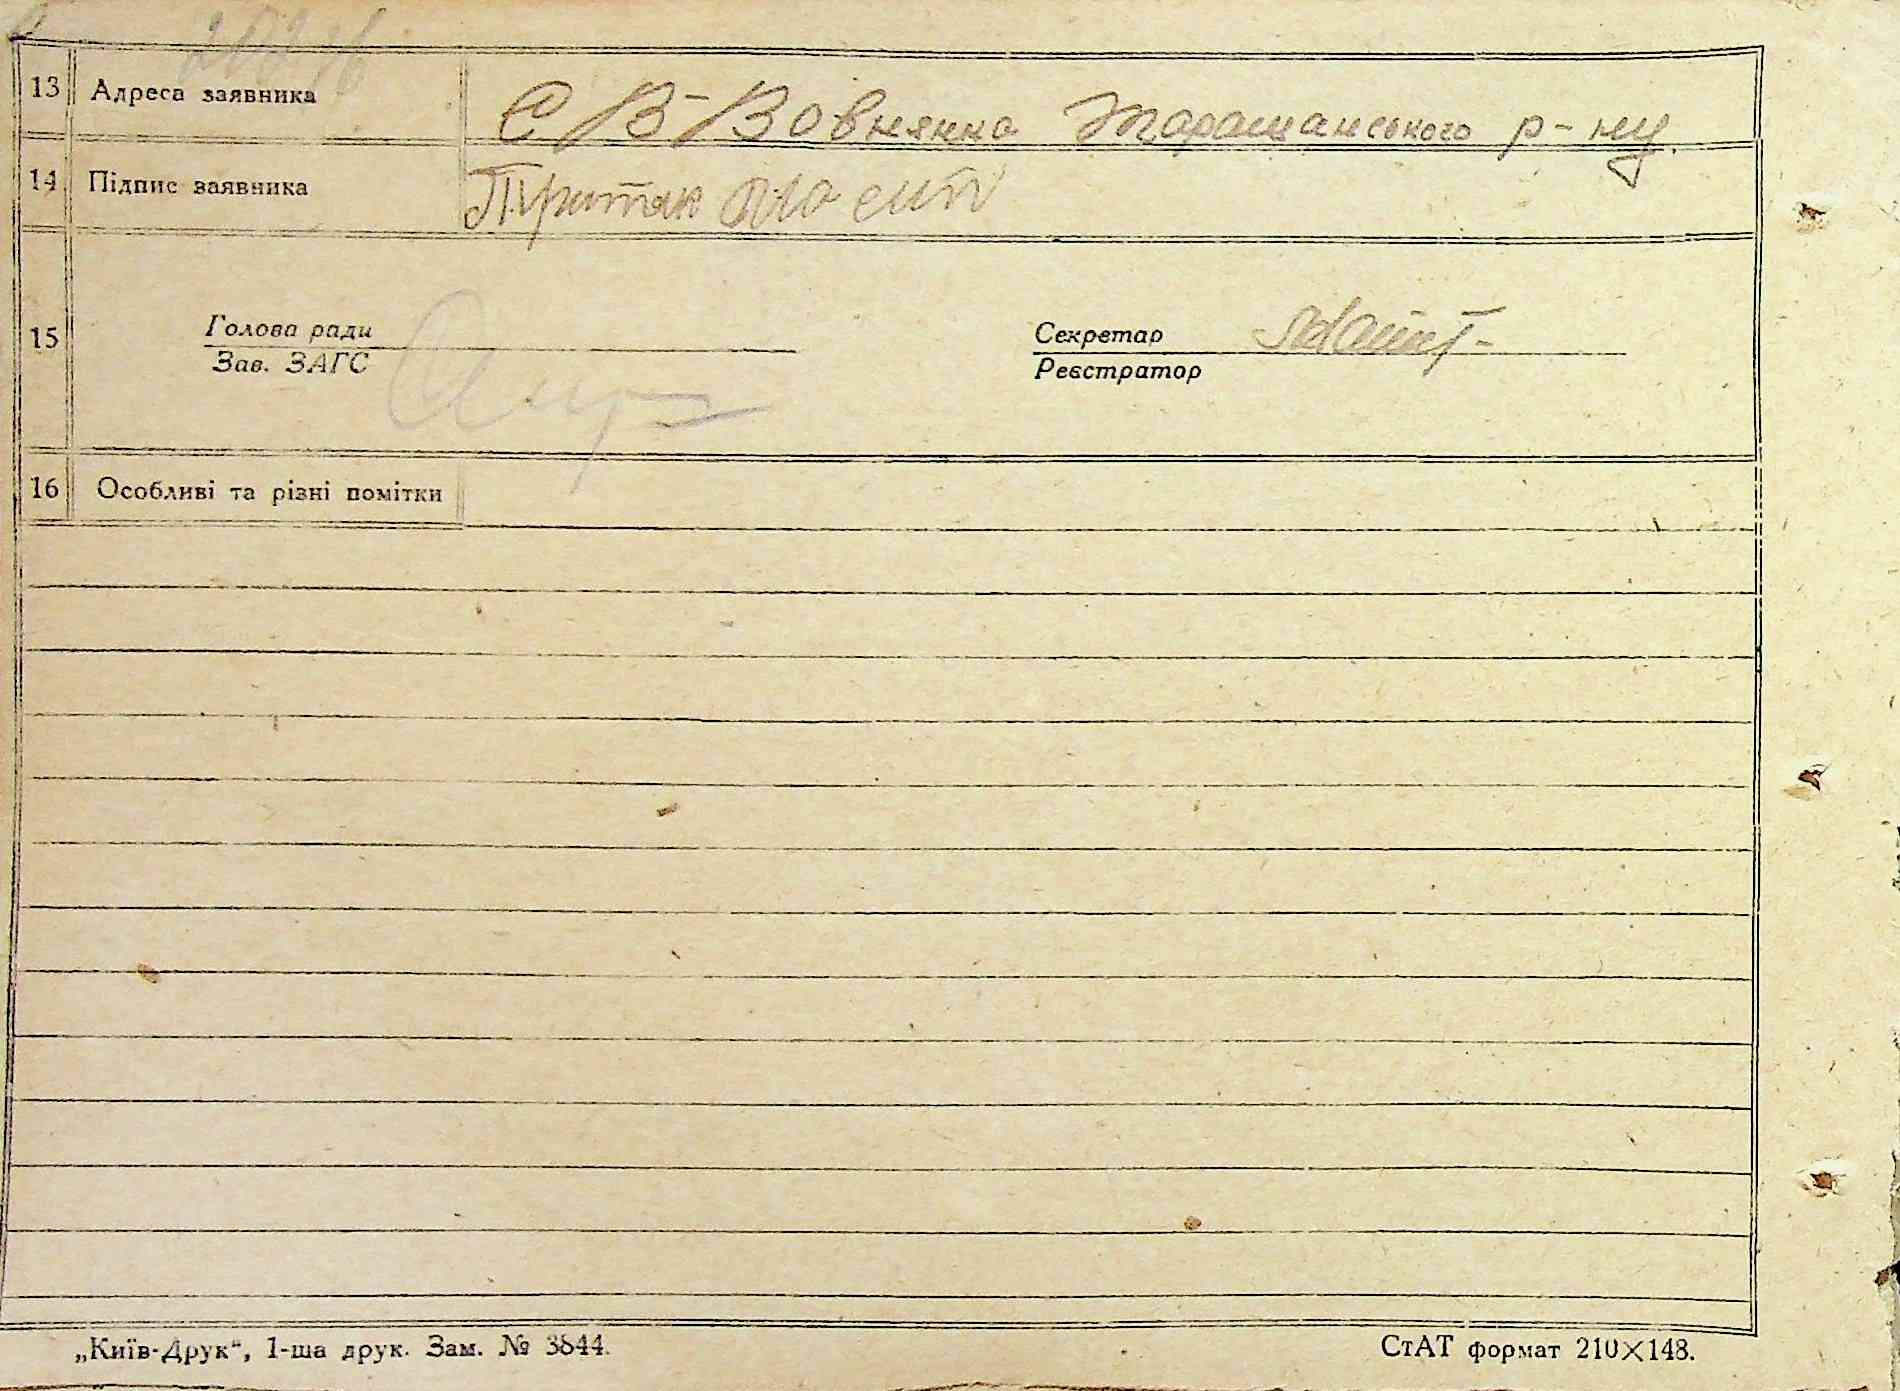 13 Адреса заявника С В-Вовнянка Таращанського р-ну.
14 Підпис заявника Притак
15 Голова ради Секретар
Зав. ЗАГС Реєстратор
16 Особливі та різні помітки
„Київ-Друк“, 1-ша друк. Зам. № 3844. СтАТ формат 210×148.